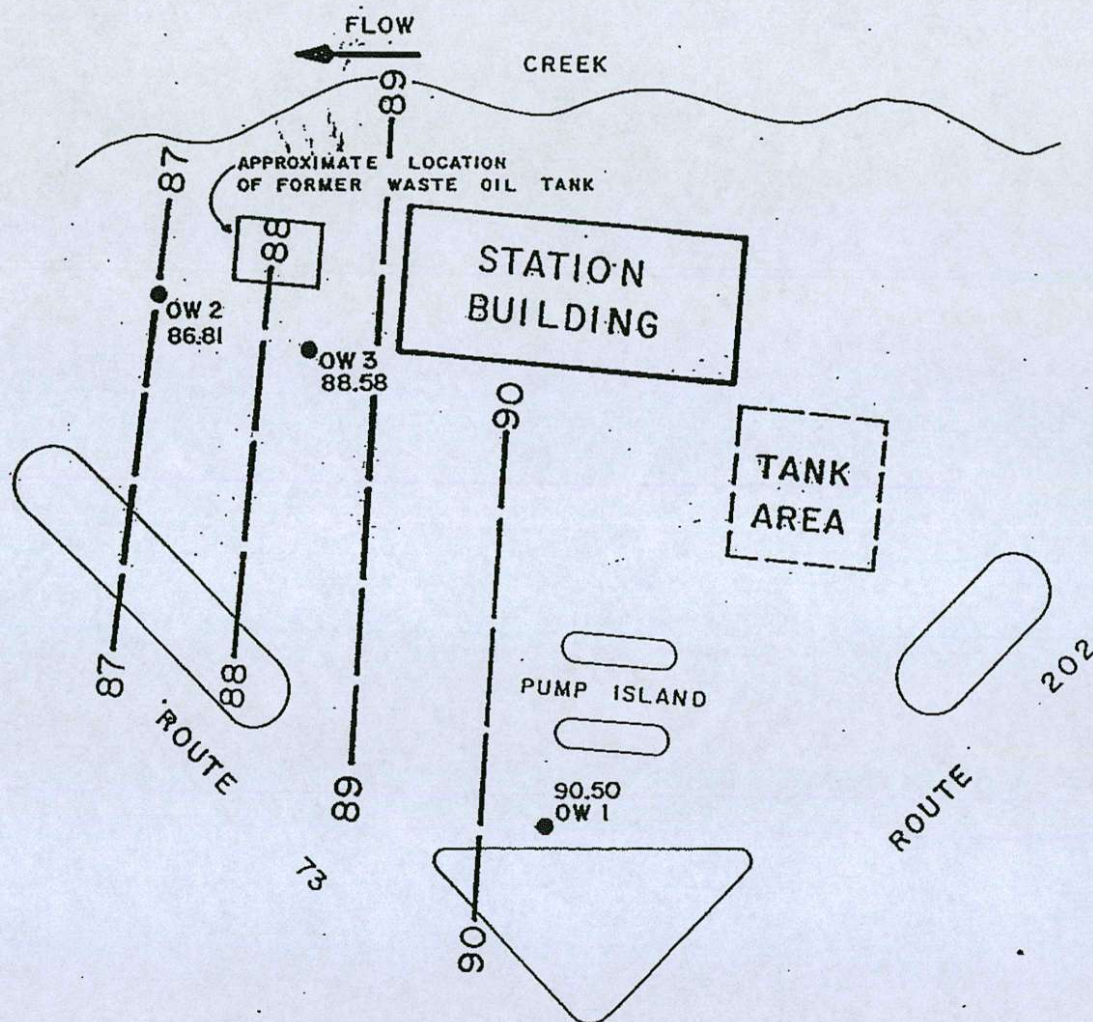 FLOW
CREEK
89
87
APPROXIMATE LOCATION
OF FORMER WASTE OIL TANK
88
STATION
BUILDING
OW 2
86.81
OW 3
88.58
90
TANK
AREA
87
88
PUMP ISLAND
202
ROUTE
ROUTE
89
90.50
OW 1
73
90